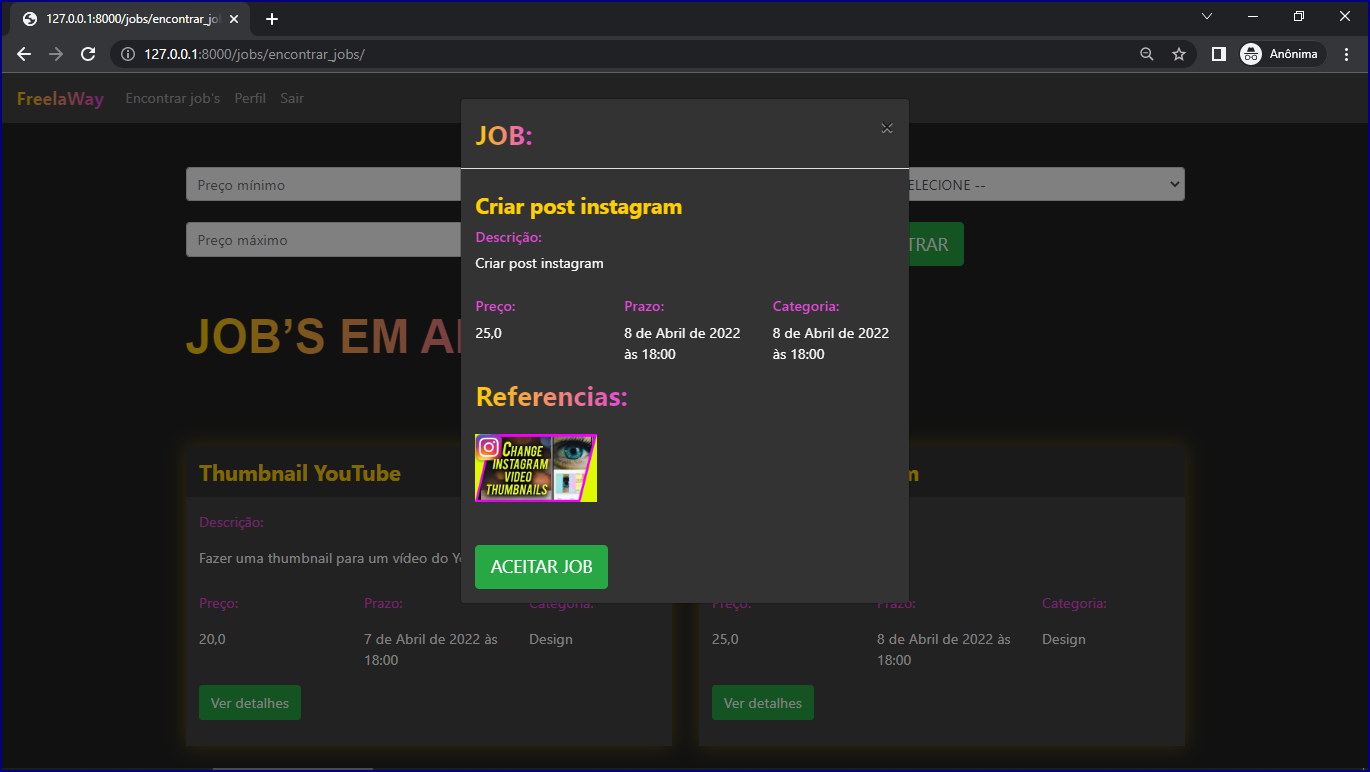 127.0.0.1:8000/jobs/encontrar_jo
127.0.0.1:8000/jobs/encontrar_jobs/
Anônima
FreelaWay Encontrar job's Perfil Sair
JOB:
×
Preço mínimo
ELECIONE --
Preço máximo
TRAR
Criar post instagram
Descrição:
Criar post instagram
Preço: Prazo: Categoria:
25,0 8 de Abril de 2022 8 de Abril de 2022
às 18:00 às 18:00
JOB’S EM A
Referencias:
CHANGE
INSTAGRAM
VIDEO
THUMBNAILS
ACEITAR JOB
Thumbnail YouTube
Descrição:
Fazer uma thumbnail para um vídeo do Yo
Preço: Prazo: Categoria:
20,0 7 de Abril de 2022 às Design
18:00
Ver detalhes
m
Preço: Prazo: Categoria:
25,0 8 de Abril de 2022 às Design
18:00
Ver detalhes